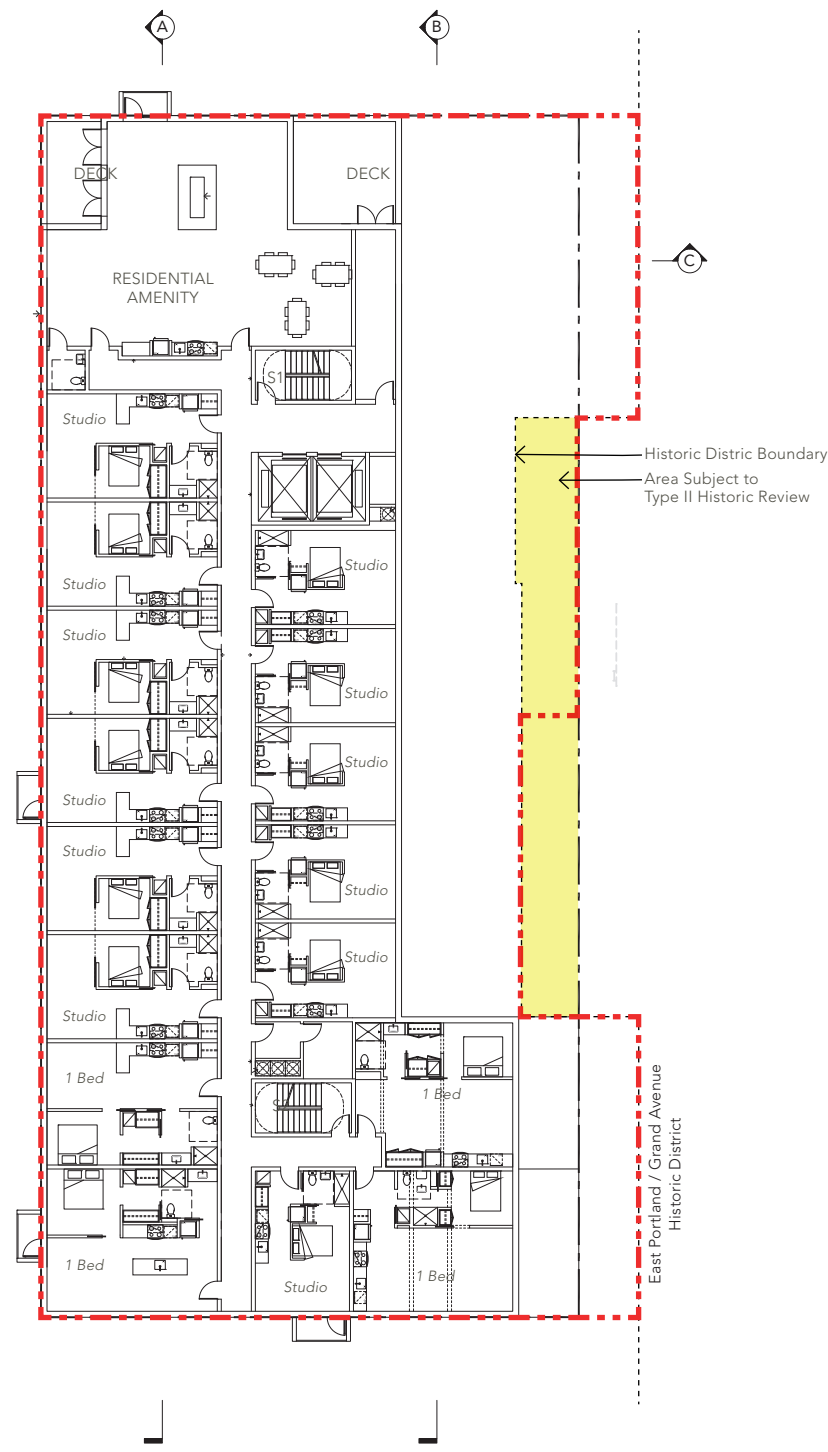 A
B
DECK
DECK
C
RESIDENTIAL
AMENITY
S1
Studio
Historic Distric Boundary
Area Subject to
Type II Historic Review
Studio
Studio
Studio
Studio
Studio
Studio
Studio
Studio
Studio
Studio
1 Bed
1 Bed
East Portland / Grand Avenue
Historic District
1 Bed
1 Bed
Studio